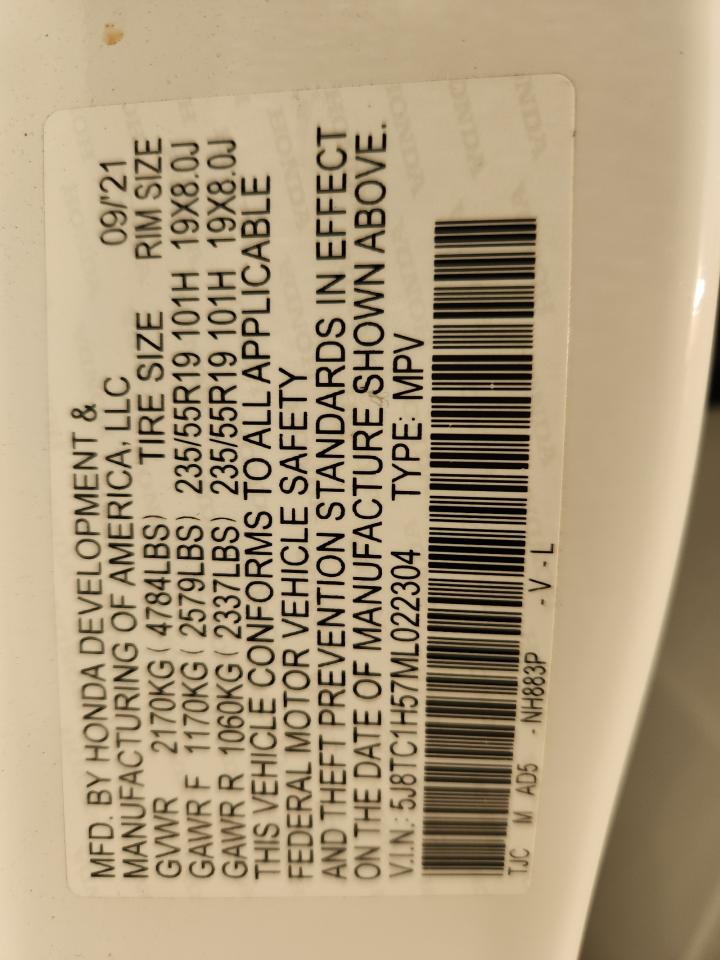 MFD. BY HONDA DEVELOPMENT & 09/'21
MANUFACTURING OF AMERICA, LLC
TIRE SIZE RIM SIZE
GVWR 2170KG ( 4784LBS)
GAWR F 1170KG ( 2579LBS) 235/55R19 101H 19X8.0J
GAWR R 1060KG ( 2337LBS) 235/55R19 101H 19X8.0J
THIS VEHICLE CONFORMS TO ALL APPLICABLE
FEDERAL MOTOR VEHICLE SAFETY
AND THEFT PREVENTION STANDARDS IN EFFECT
ON THE DATE OF MANUFACTURE SHOWN ABOVE.
V.I.N.: 5J8TC1H57ML022304 TYPE: MPV
TJC M AD5 - NH883P - V - L